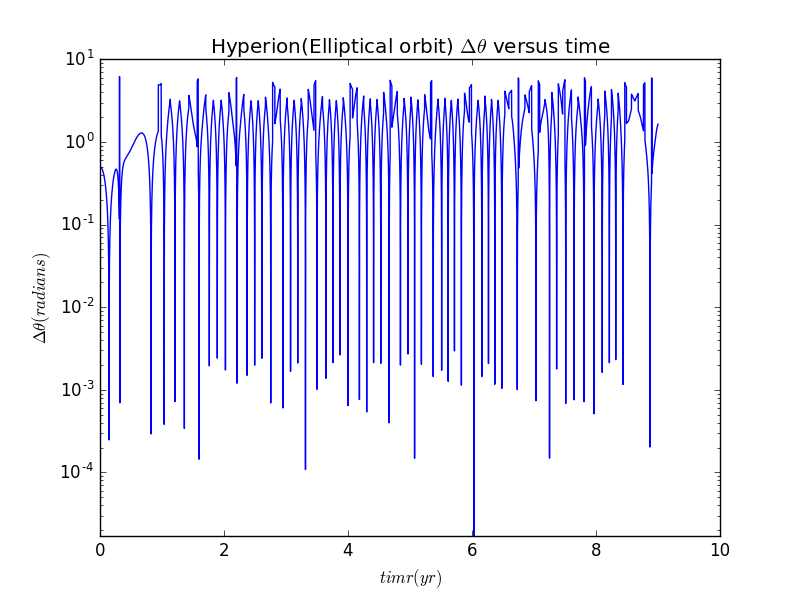 Hyperion(Elliptical orbit) Δθ versus time
10^1
10^0
10^-1
10^-2
10^-3
10^-4
Δθ(radians)
0 2 4 6 8 10
timr(yr)